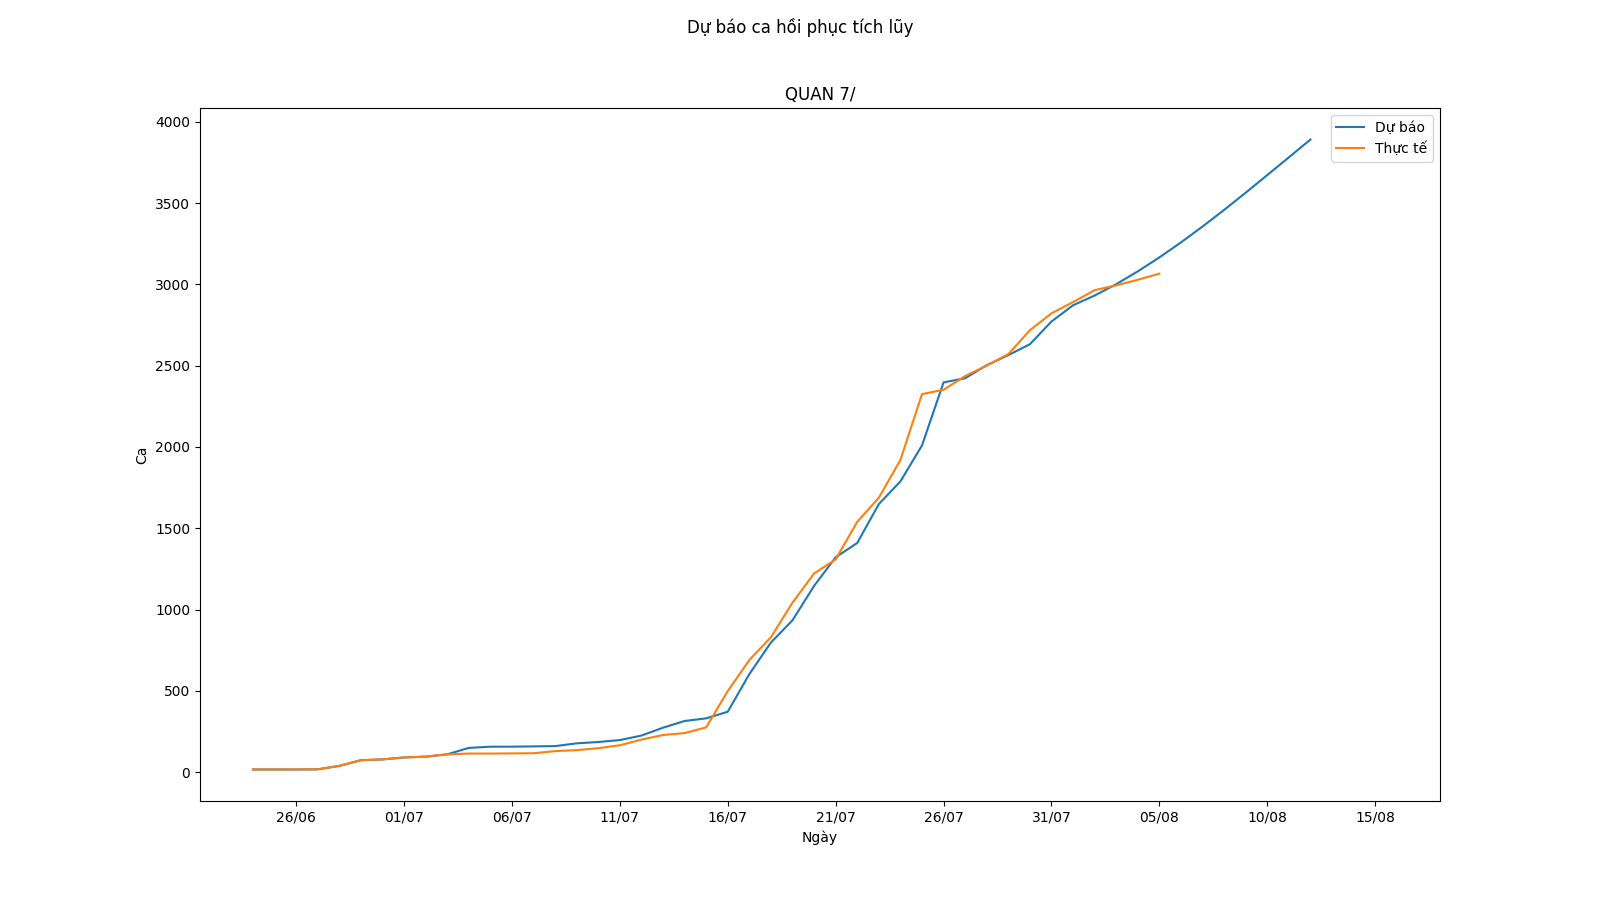 Dự báo ca hồi phục tích lũy
QUAN 7/
Dự báo
Thực tế
4000
3500
3000
2500
2000
1500
1000
500
0
Ca
26/06 01/07 06/07 11/07 16/07 21/07 26/07 31/07 05/08 10/08 15/08
Ngày